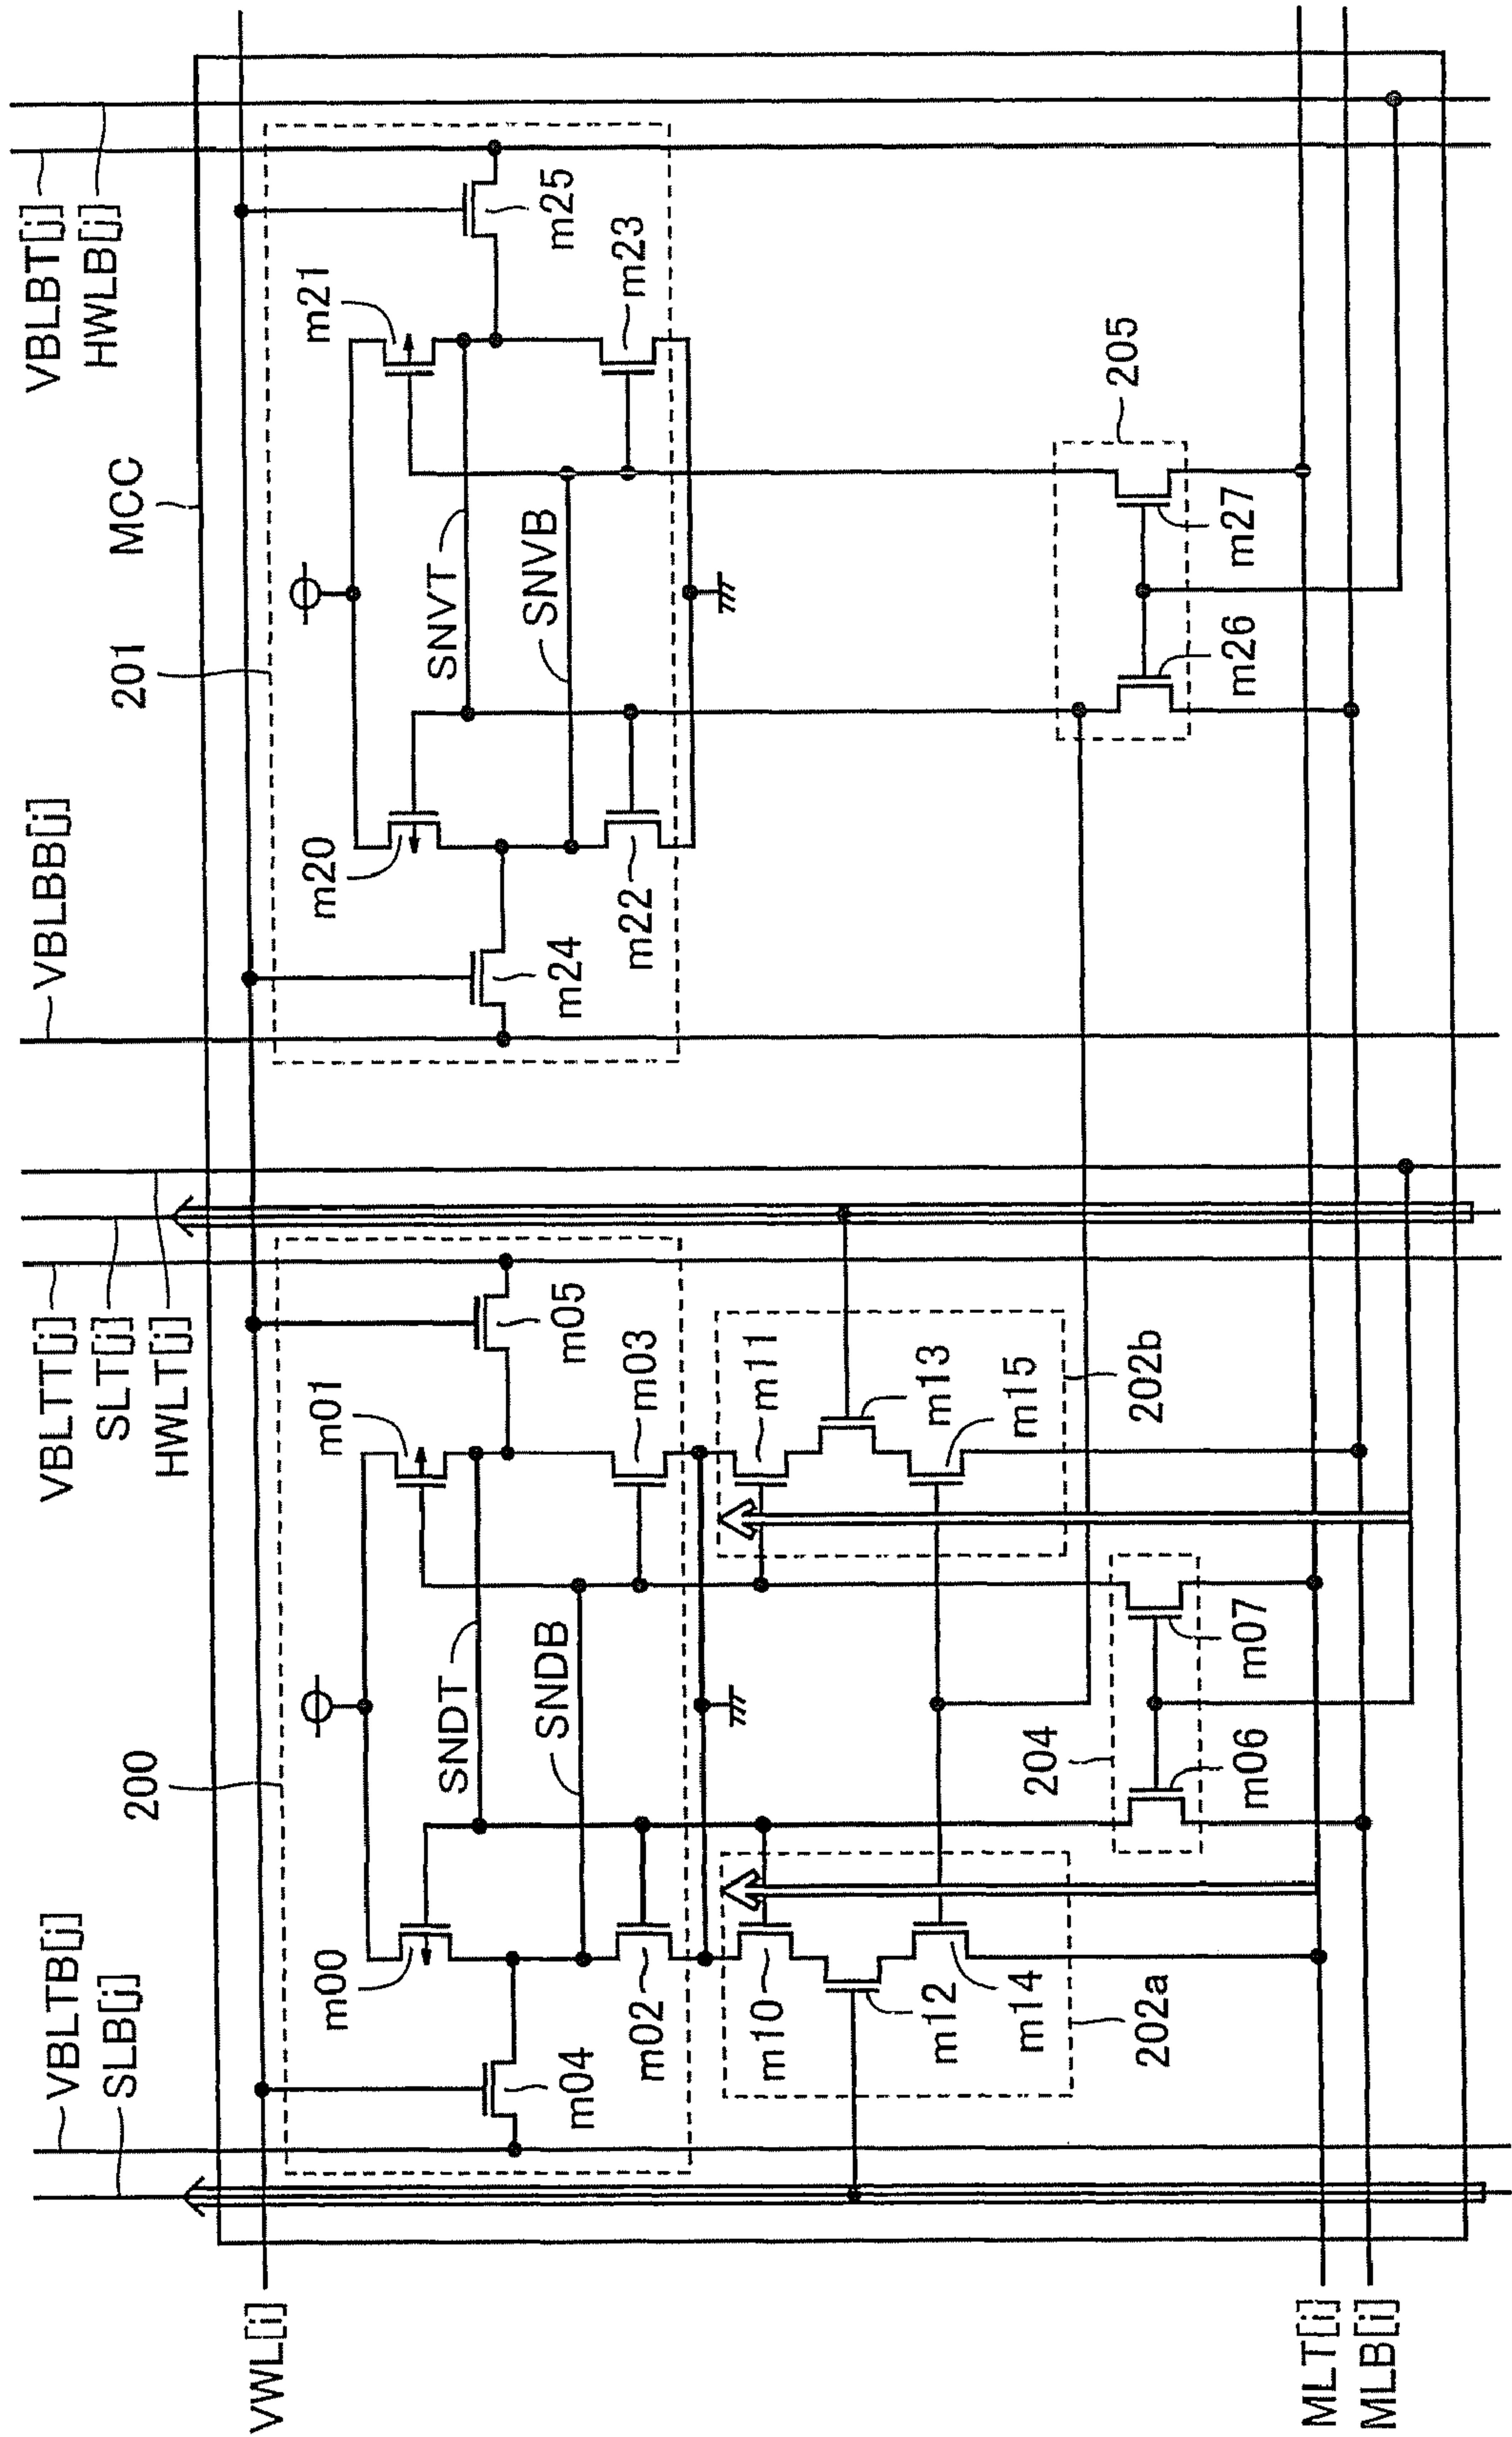 VBLBT[j]
HWLB[j]
MCC
201
VBLBB[j]
m25
m21
m23
SNVT
SNVB
m20
m22
m24
205
m27
m26
VBLTT[j]
SLT[j]
HWLT[j]
200
VBLTB[j]
SLB[j]
m05
m01
m03
SNDT
SNDB
m00
m02
m04
m11
m13
m15
202b
m10
m12
m14
202a
204
m07
m06
VWL[i]
MLT[i]
MLB[i]